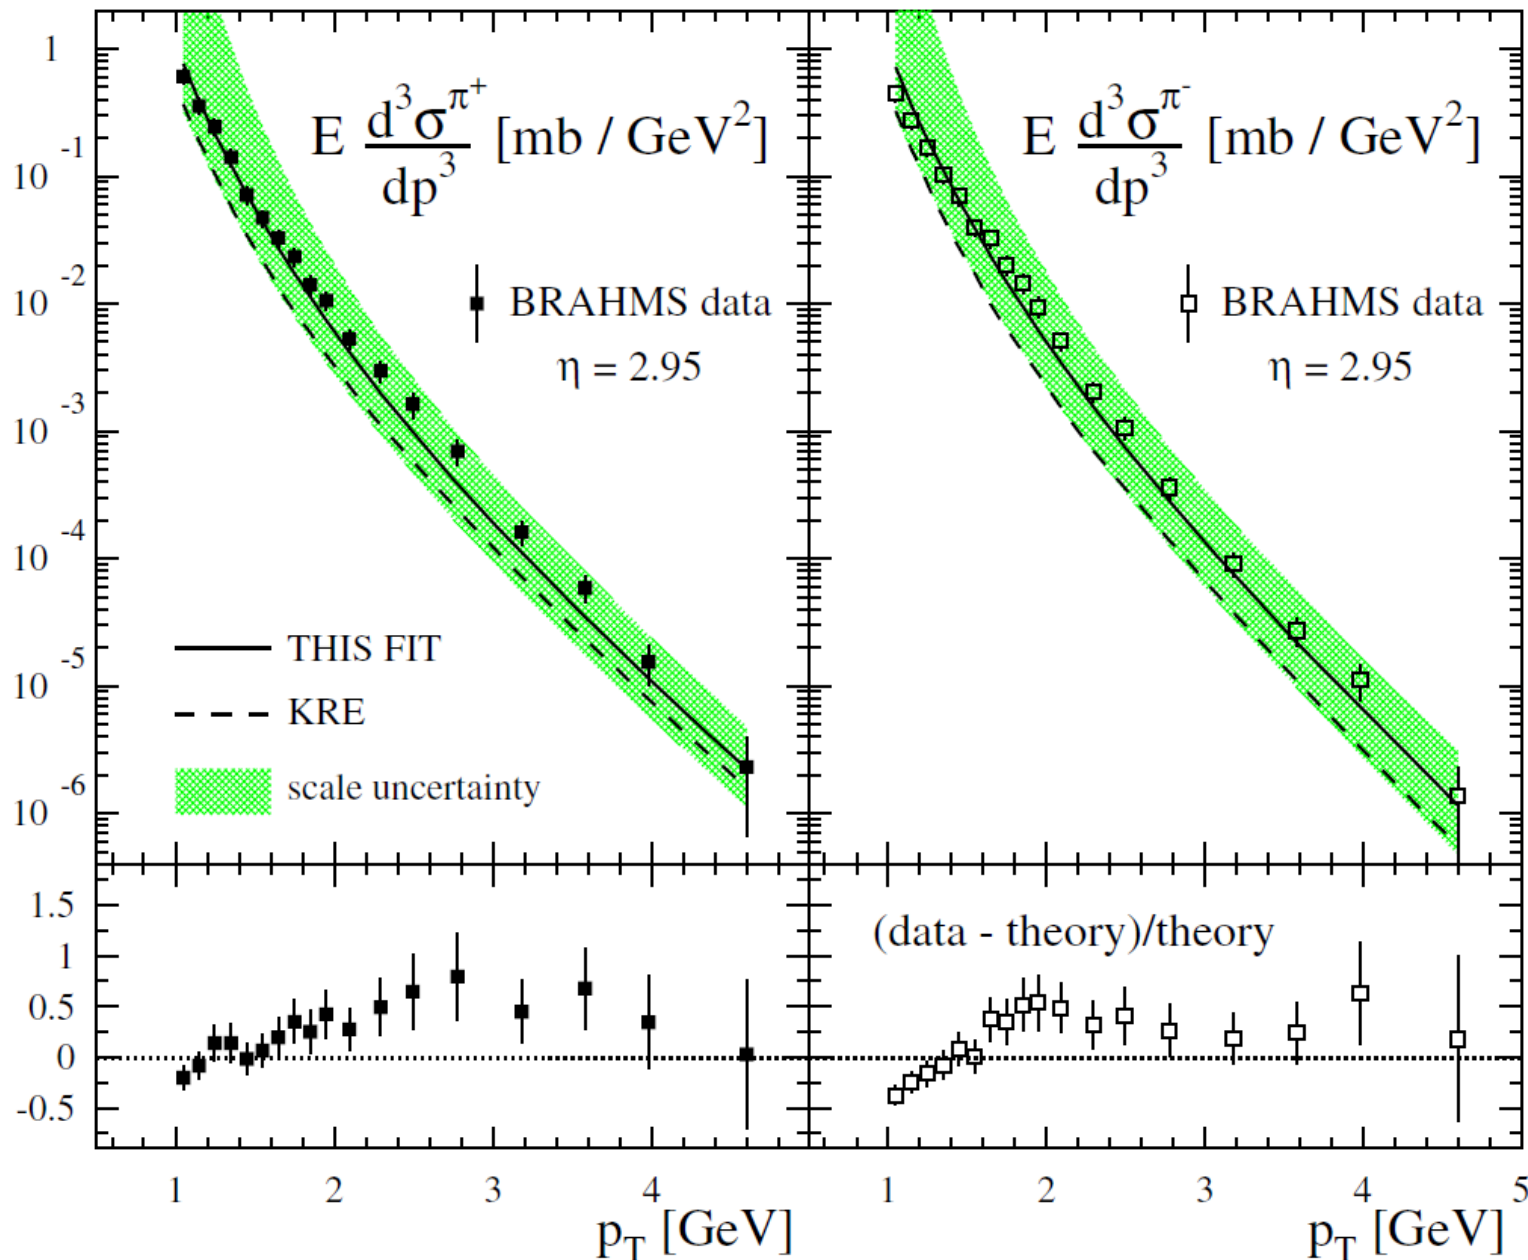 1
10^-1
10^-2
10^-3
10^-4
10^-5
10^-6
E d^3σ^{π+} / dp^3 [mb / GeV^2]
BRAHMS data
η = 2.95
THIS FIT
KRE
scale uncertainty
E d^3σ^{π-} / dp^3 [mb / GeV^2]
BRAHMS data
η = 2.95
1.5
1
0.5
0
-0.5
(data - theory)/theory
1 2 3 4
p_T [GeV]
1 2 3 4 5
p_T [GeV]